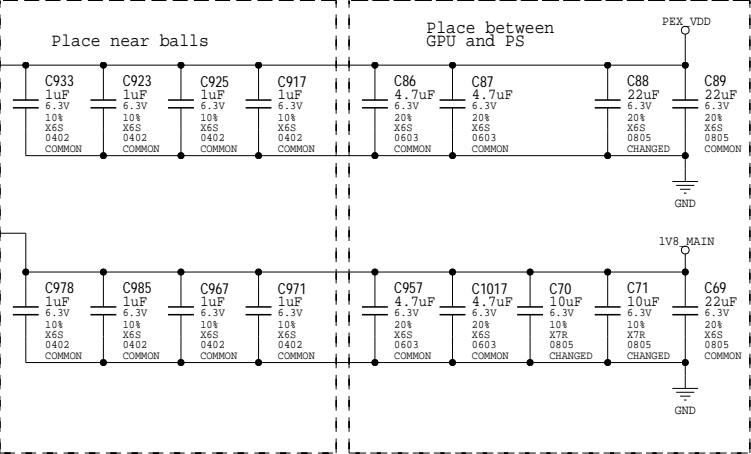 Place near balls
Place between
GPU and PS
PEX_VDD
C933
1uF
6.3V
10%
X6S
0402
COMMON
C923
1uF
6.3V
10%
X6S
0402
COMMON
C925
1uF
6.3V
10%
X6S
0402
COMMON
C917
1uF
6.3V
10%
X6S
0402
COMMON
C86
4.7uF
6.3V
20%
X6S
0603
COMMON
C87
4.7uF
6.3V
20%
X6S
0603
COMMON
C88
22uF
6.3V
20%
X6S
0805
CHANGED
C89
22uF
6.3V
20%
X6S
0805
COMMON
GND
1V8_MAIN
C978
1uF
6.3V
10%
X6S
0402
COMMON
C985
1uF
6.3V
10%
X6S
0402
COMMON
C967
1uF
6.3V
10%
X6S
0402
COMMON
C971
1uF
6.3V
10%
X6S
0402
COMMON
C957
4.7uF
6.3V
20%
X6S
0603
COMMON
C1017
4.7uF
6.3V
20%
X6S
0603
COMMON
C70
10uF
6.3V
10%
X7R
0805
CHANGED
C71
10uF
6.3V
10%
X7R
0805
CHANGED
C69
22uF
6.3V
20%
X6S
0805
COMMON
GND